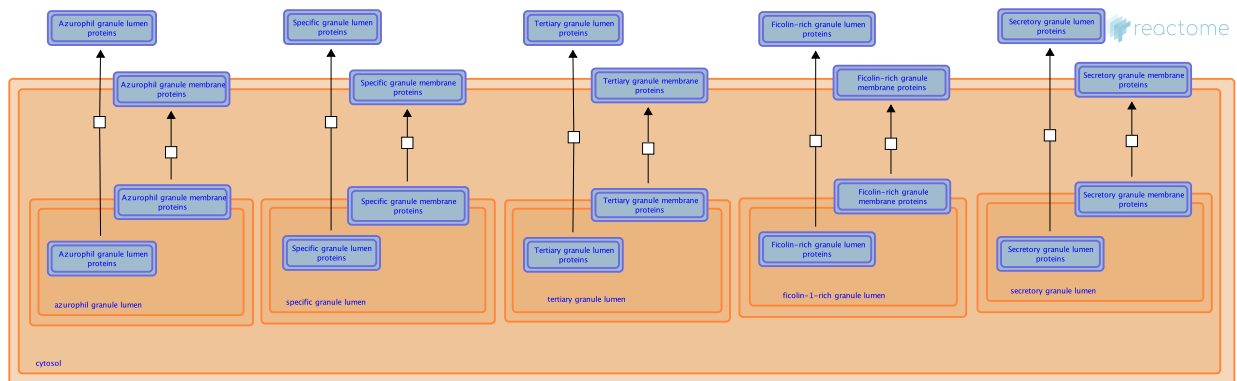 Azurophil granule lumen
proteins
Specific granule lumen
proteins
Tertiary granule lumen
proteins
Ficolin-rich granule lumen
proteins
Secretory granule lumen
proteins
reactome
Azurophil granule membrane
proteins
Specific granule membrane
proteins
Tertiary granule membrane
proteins
Ficolin-rich granule
membrane proteins
Secretory granule membrane
proteins
Azurophil granule membrane
proteins
Specific granule membrane
proteins
Tertiary granule membrane
proteins
Ficolin-rich granule
membrane proteins
Secretory granule membrane
proteins
Azurophil granule lumen
proteins
Specific granule lumen
proteins
Tertiary granule lumen
proteins
Ficolin-rich granule lumen
proteins
Secretory granule lumen
proteins
azurophil granule lumen
specific granule lumen
tertiary granule lumen
ficolin-1-rich granule lumen
secretory granule lumen
cytosol